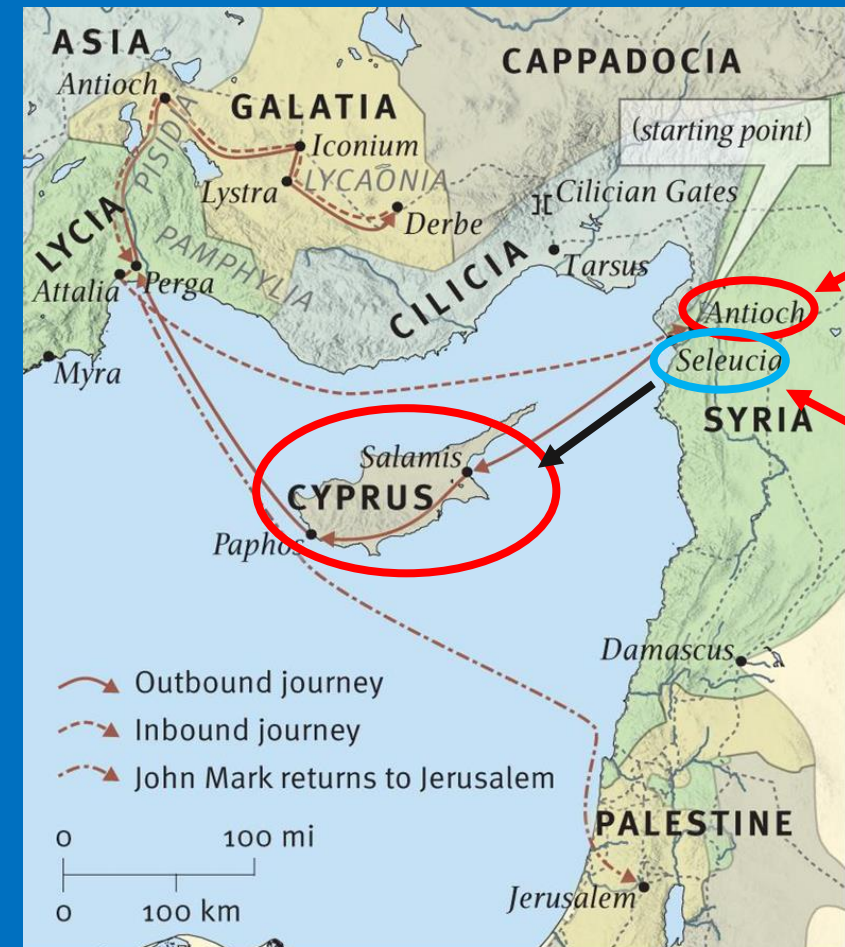 ASIA
CAPPADOCIA
Antioch
GALATIA
(starting point)
PISIDIA
Iconium
LYCAONIA
Cilician Gates
Lystra
Derbe
LYCIA
PAMPHYLIA
CILICIA
Tarsus
Attalia
Perga
Antioch
Myra
Seleucia
SYRIA
Salamis
CYPRUS
Paphos
Damascus
Outbound journey
Inbound journey
John Mark returns to Jerusalem
PALESTINE
0 100 mi
Jerusalem
0 100 km